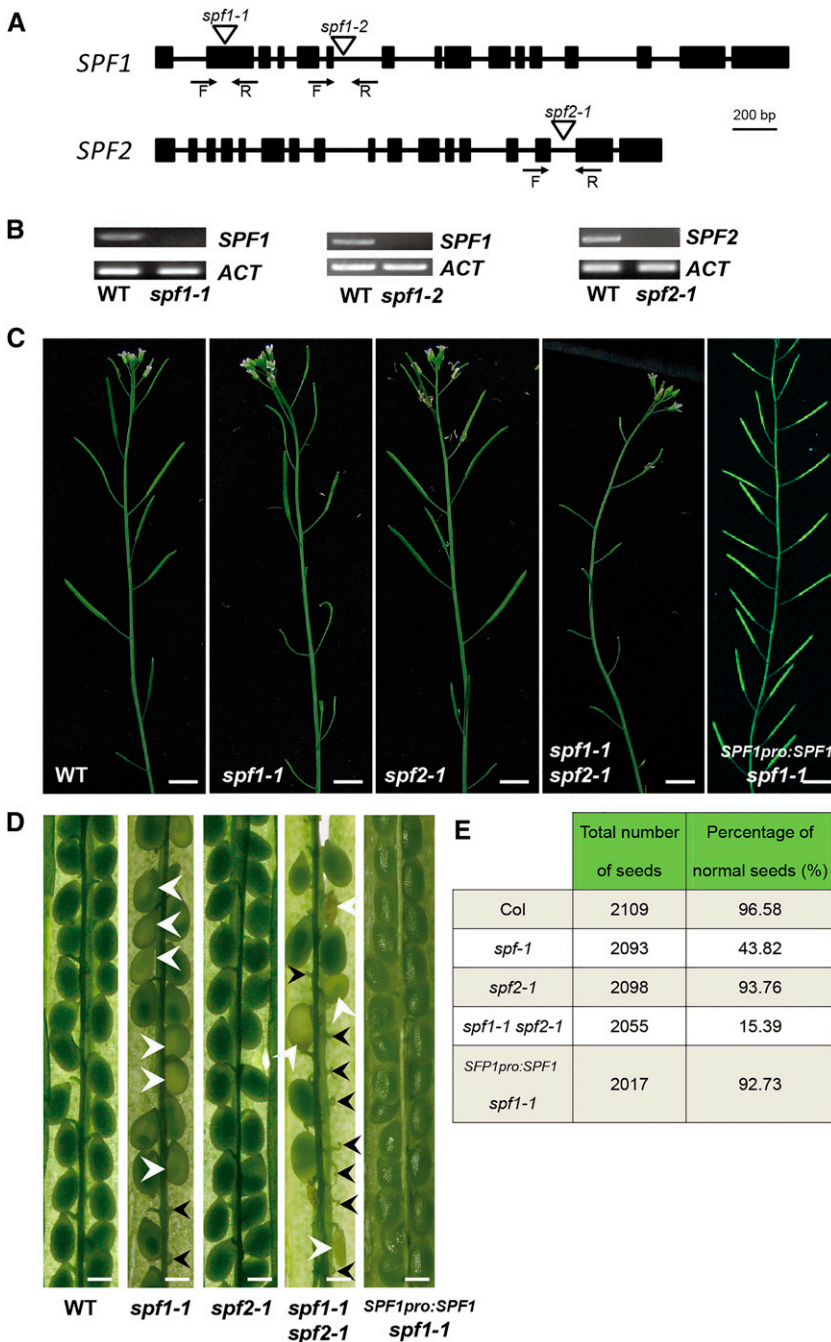 A
spf1-1
spf1-2
SPF1
F
R
F
R
spf2-1
200 bp
SPF2
F
R
B
SPF1
SPF1
SPF2
ACT
ACT
ACT
WT spf1-1
WT spf1-2
WT spf2-1
C
WT
spf1-1
spf2-1
spf1-1
spf2-1
SPF1pro:SPF1
spf1-1
D
WT
spf1-1
spf2-1
spf1-1
spf2-1
SPF1pro:SPF1
spf1-1
E
Total number
of seeds
Percentage of
normal seeds (%)
Col 2109 96.58
spf-1 2093 43.82
spf2-1 2098 93.76
spf1-1 spf2-1 2055 15.39
SFP1pro:SPF1
spf1-1
2017 92.73